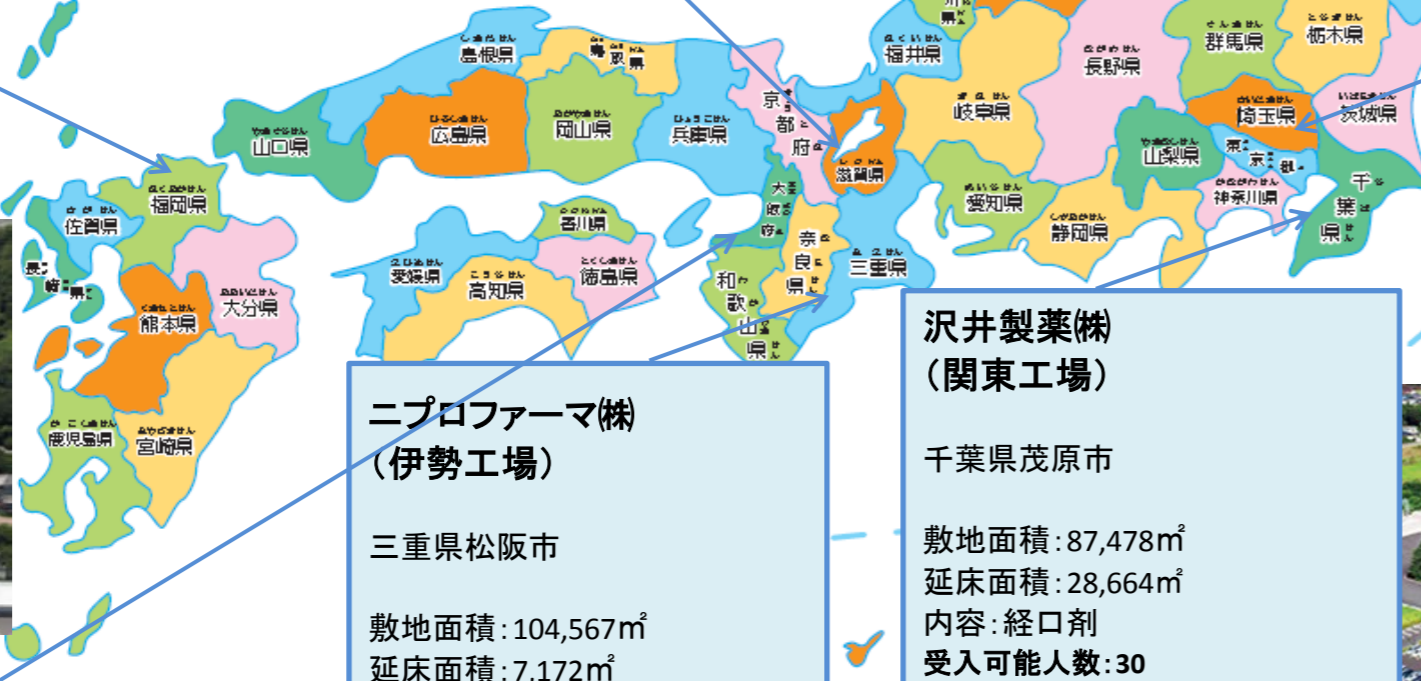 島根県
鳥取県
広島県
岡山県
山口県
兵庫県
京都府
福井県
滋賀県
岐阜県
長野県
群馬県
栃木県
埼玉県
茨城県
東京都
山梨県
神奈川県
千葉県
愛知県
静岡県
三重県
奈良県
大阪府
和歌山県
香川県
徳島県
愛媛県
高知県
福岡県
佐賀県
長崎県
大分県
熊本県
宮崎県
鹿児島県
ニプロファーマ㈱
（伊勢工場）
三重県松阪市
敷地面積：104,567㎡
延床面積：7,172㎡
沢井製薬㈱
（関東工場）
千葉県茂原市
敷地面積：87,478㎡
延床面積：28,664㎡
内容：経口剤
受入可能人数：30